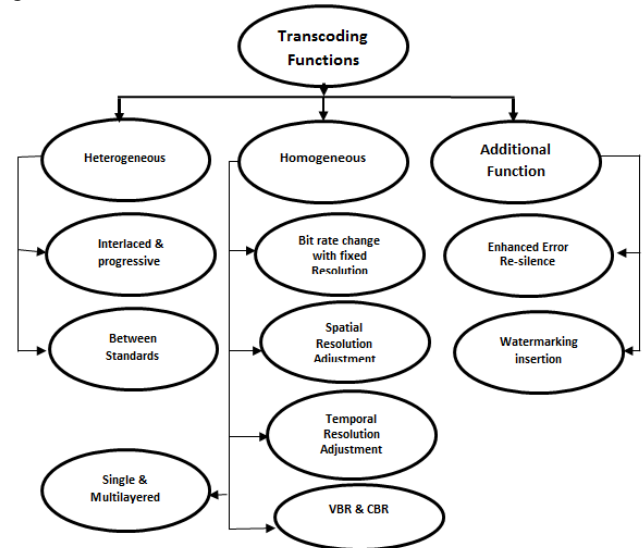 Transcoding
Functions
Heterogeneous
Homogeneous
Additional
Function
Interlaced &
progressive
Bit rate change
with fixed
Resolution
Enhanced Error
Re-silence
Between
Standards
Spatial
Resolution
Adjustment
Watermarking
insertion
Temporal
Resolution
Adjustment
Single &
Multilayered
VBR & CBR